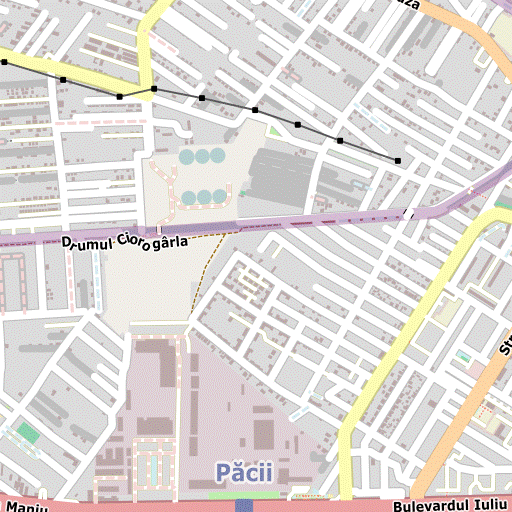 aza
Drumul Ciorogârla
Str
Păcii
Maniu
Bulevardul Iuliu